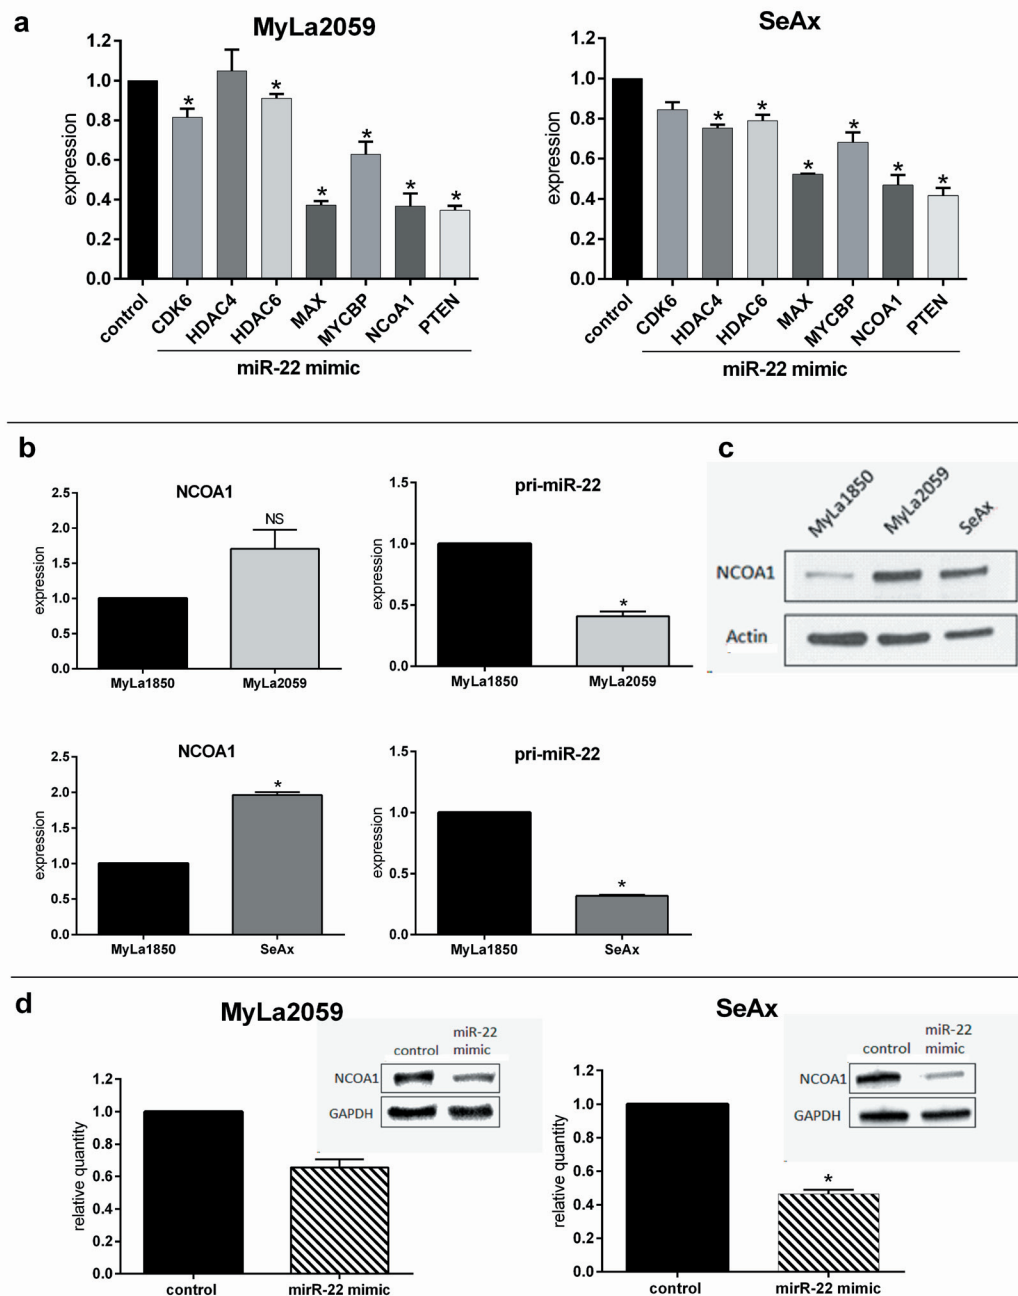 a
MyLa2059
expression
1.2
1.0
0.8
0.6
0.4
0.2
0.0
*
*
*
*
*
*
control
CDK6
HDAC4
HDAC6
MAX
MYCBP
NCoA1
PTEN
miR-22 mimic
SeAx
expression
1.2
1.0
0.8
0.6
0.4
0.2
0.0
*
*
*
*
*
*
control
CDK6
HDAC4
HDAC6
MAX
MYCBP
NCOA1
PTEN
miR-22 mimic
b
NCOA1
expression
2.5
2.0
1.5
1.0
0.5
0.0
NS
MyLa1850
MyLa2059
pri-miR-22
expression
1.5
1.0
0.5
0.0
*
MyLa1850
MyLa2059
NCOA1
expression
2.5
2.0
1.5
1.0
0.5
0.0
*
MyLa1850
SeAx
pri-miR-22
expression
1.5
1.0
0.5
0.0
*
MyLa1850
SeAx
c
MyLa1850
MyLa2059
SeAx
NCOA1
Actin
d
MyLa2059
control
miR-22
mimic
NCOA1
GAPDH
relative quantity
1.2
1.0
0.8
0.6
0.4
0.2
0.0
control
mirR-22 mimic
SeAx
control
miR-22
mimic
NCOA1
GAPDH
relative quantity
1.2
1.0
0.8
0.6
0.4
0.2
0.0
*
control
mirR-22 mimic